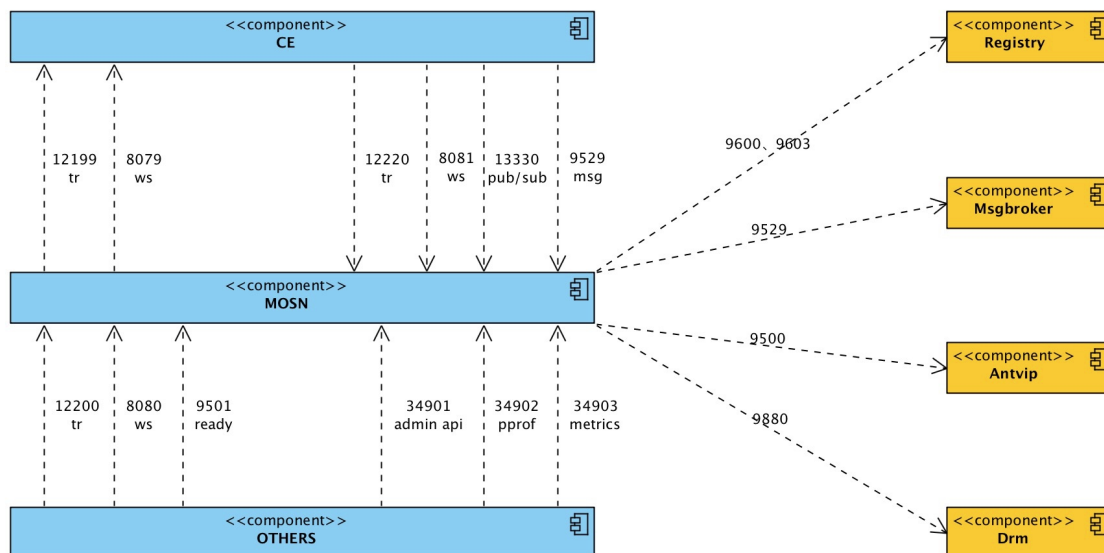 <<component>>
CE
<<component>>
Registry
12199
tr
8079
ws
12220
tr
8081
ws
13330
pub/sub
9529
msg
9600、9603
<<component>>
Msgbroker
9529
<<component>>
MOSN
9500
<<component>>
Antvip
12200
tr
8080
ws
9501
ready
34901
admin api
34902
pprof
34903
metrics
9880
<<component>>
OTHERS
<<component>>
Drm